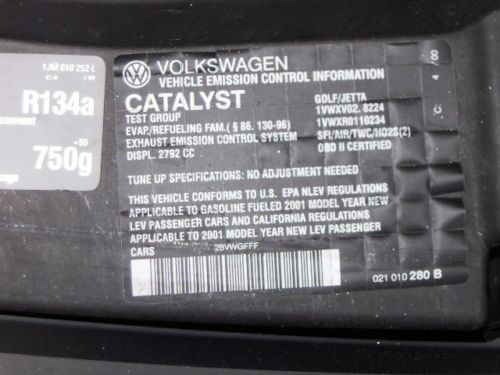 1J0 010 252 L
R134a
+50
750g
VOLKSWAGEN
VEHICLE EMISSION CONTROL INFORMATION
CATALYST
GOLF/JETTA
TEST GROUP
1VWXV02.8224
EVAP/REFUELING FAM. (§ 86. 130-96)
1VWXR0110234
EXHAUST EMISSION CONTROL SYSTEM
SFI/AIR/TWC/HO2S(2)
DISPL. 2792 CC
OBD II CERTIFIED
TUNE UP SPECIFICATIONS: NO ADJUSTMENT NEEDED
THIS VEHICLE CONFORMS TO U.S. EPA NLEV REGULATIONS
APPLICABLE TO GASOLINE FUELED 2001 MODEL YEAR NEW
LEV PASSENGER CARS AND CALIFORNIA REGULATIONS
APPLICABLE TO 2001 MODEL YEAR NEW LEV PASSENGER
CARS
2BVWGFFF
021 010 280 B
4 00